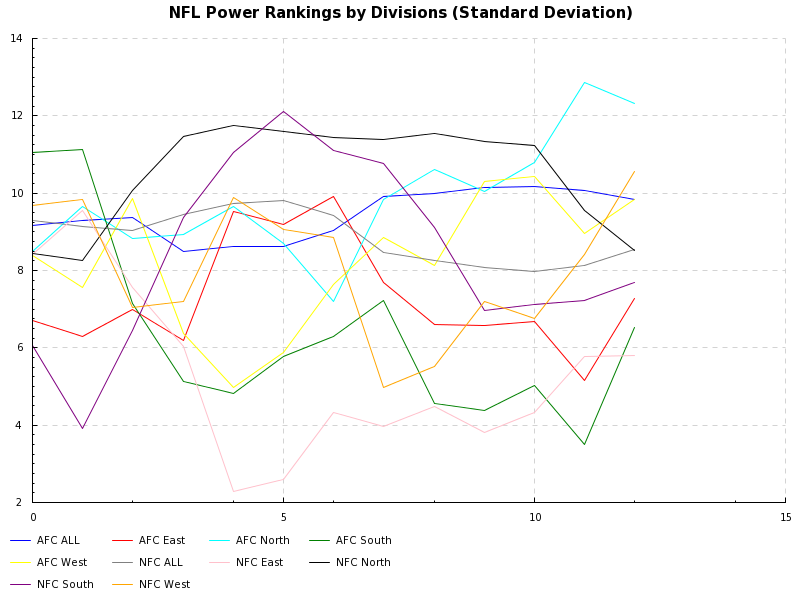 NFL Power Rankings by Divisions (Standard Deviation)
14
12
10
8
6
4
2
0 5 10 15
AFC ALL AFC East AFC North AFC South
AFC West NFC ALL NFC East NFC North
NFC South NFC West